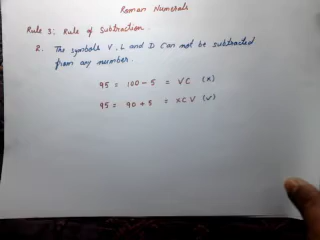 Roman Numerals
Rule 3: Rule of Subtraction.
2. The symbols V, L and D can not be subtracted
from any number.
95 = 100 - 5 = VC (x)
95 = 90 + 5 = XCV (✓)